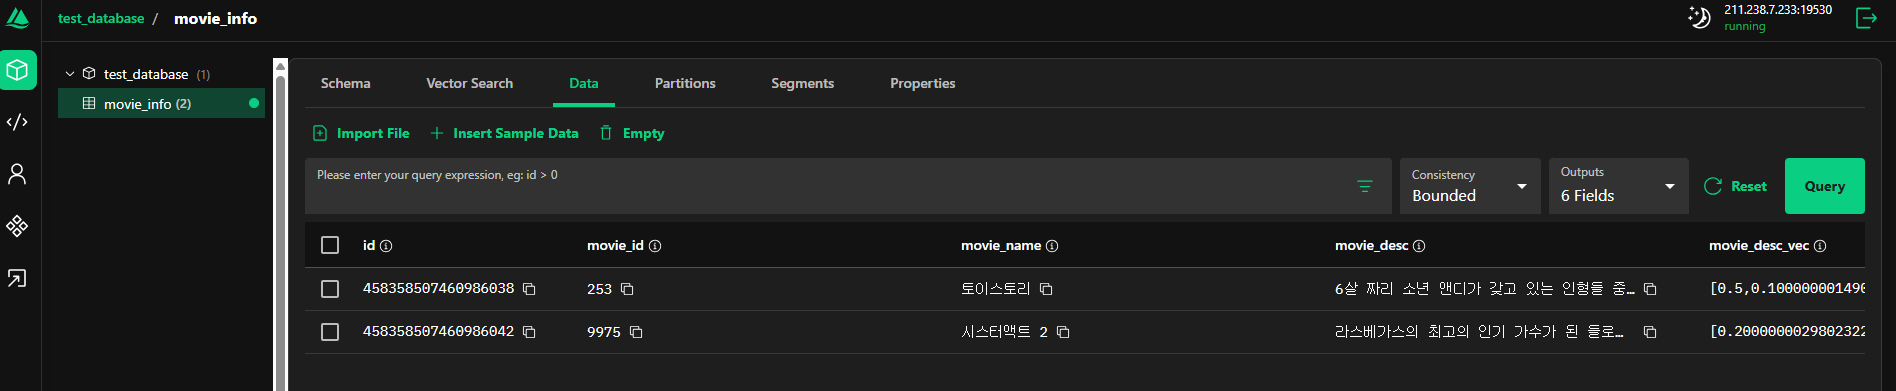 test_database / movie_info
211.238.7.233:19530
running
test_database (1)
movie_info (2)
Schema Vector Search Data Partitions Segments Properties
Import File Insert Sample Data Empty
Please enter your query expression, eg: id > 0
Consistency
Bounded
Outputs
6 Fields
Reset
Query
id movie_id movie_name movie_desc movie_desc_vec
458358507460986038 253 토이스토리 6살 짜리 소년 앤디가 갖고 있는 인형들 중… [0.5,0.100000001490
458358507460986042 9975 시스터액트 2 라스베가스의 최고의 인기 가수가 된 들로… [0.2000000029802322